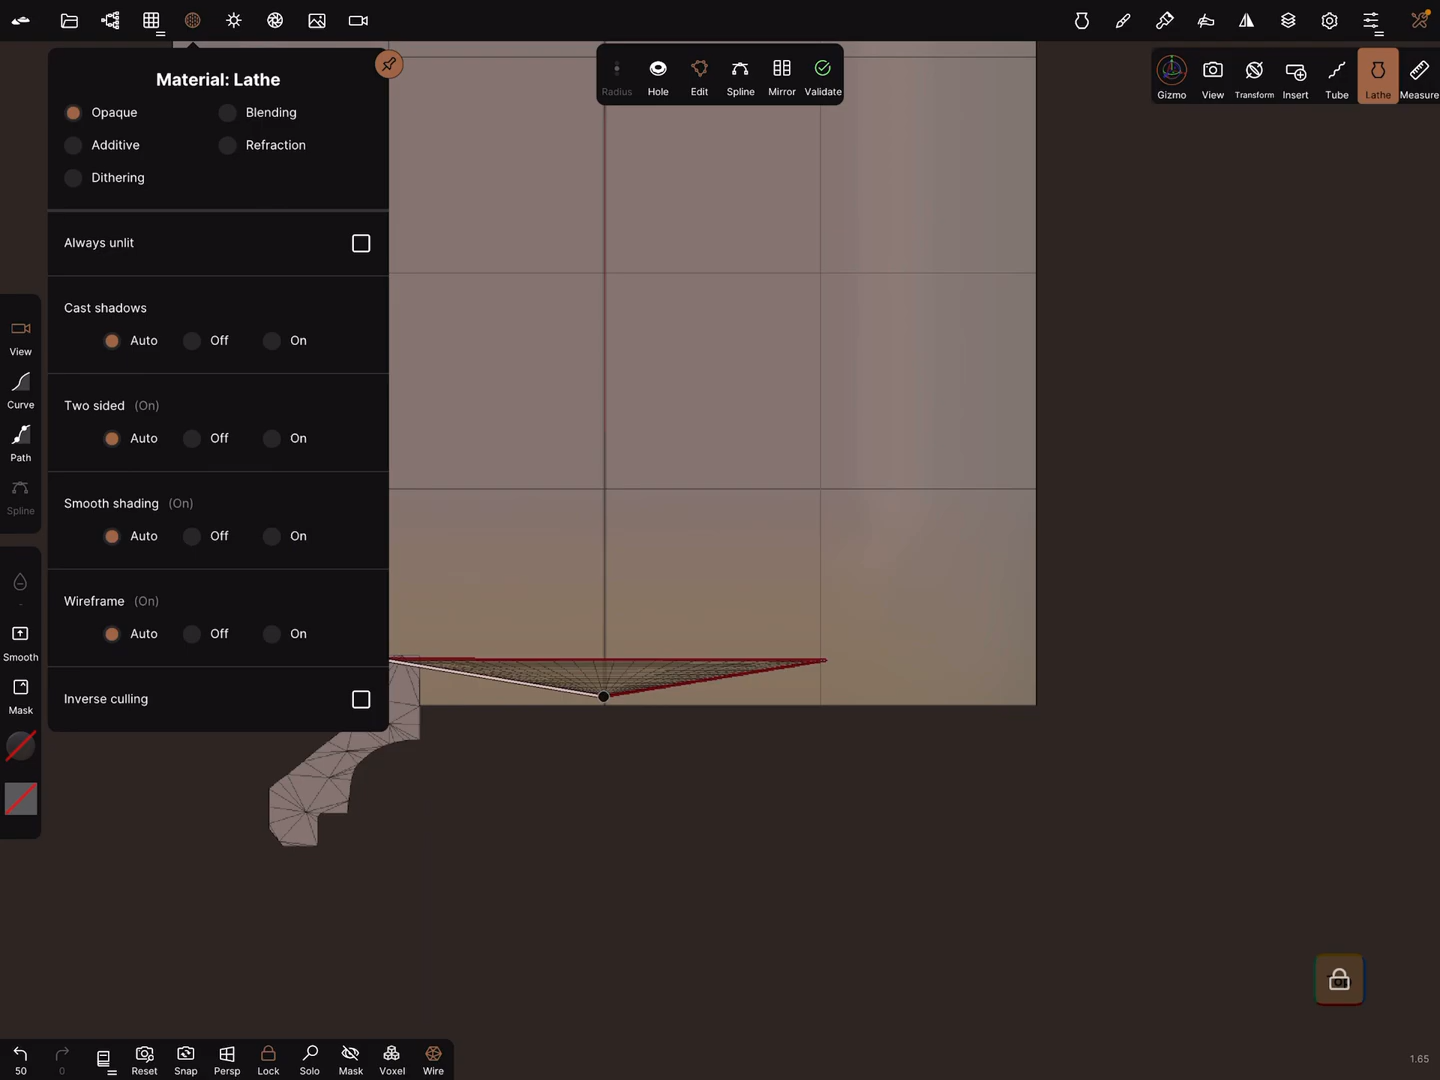 Material: Lathe
Opaque
Blending
Additive
Refraction
Dithering
Always unlit
Cast shadows
Auto
Off
On
Two sided (On)
Auto
Off
On
Smooth shading (On)
Auto
Off
On
Wireframe (On)
Auto
Off
On
Inverse culling
Radius
Hole
Edit
Spline
Mirror
Validate
Gizmo
View
Transform
Insert
Tube
Lathe
Measure
View
Curve
Path
Spline
-
Smooth
Mask
50
0
Reset
Snap
Persp
Lock
Solo
Mask
Voxel
Wire
1.65